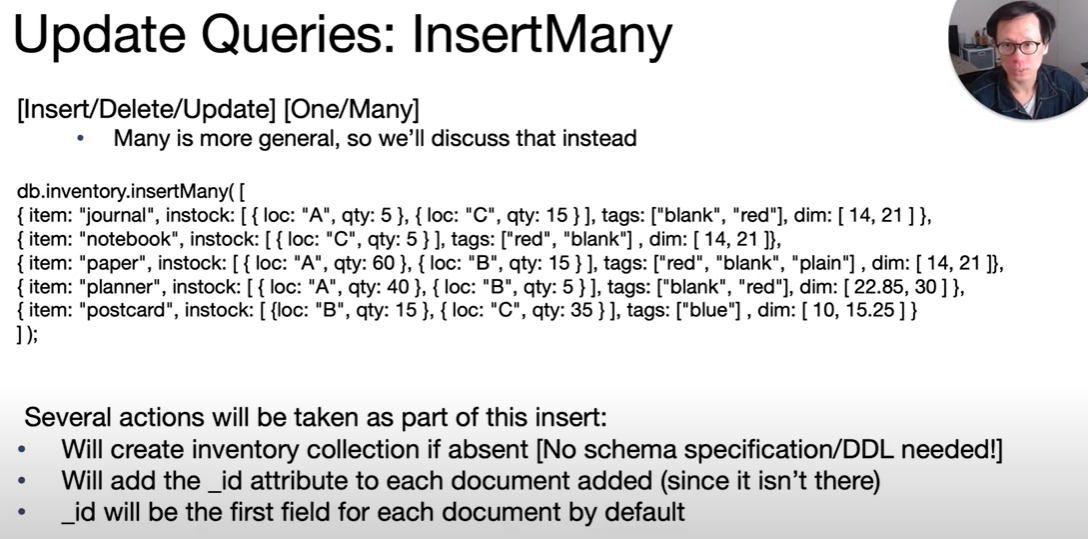 Update Queries: InsertMany
[Insert/Delete/Update] [One/Many]
• Many is more general, so we'll discuss that instead
db.inventory.insertMany( [
{ item: "journal", instock: [ { loc: "A", qty: 5 }, { loc: "C", qty: 15 } ], tags: ["blank", "red"], dim: [ 14, 21 ] },
{ item: "notebook", instock: [ { loc: "C", qty: 5 } ], tags: ["red", "blank"] , dim: [ 14, 21 ]},
{ item: "paper", instock: [ { loc: "A", qty: 60 }, { loc: "B", qty: 15 } ], tags: ["red", "blank", "plain"] , dim: [ 14, 21 ]},
{ item: "planner", instock: [ { loc: "A", qty: 40 }, { loc: "B", qty: 5 } ], tags: ["blank", "red"], dim: [ 22.85, 30 ] },
{ item: "postcard", instock: [ {loc: "B", qty: 15 }, { loc: "C", qty: 35 } ], tags: ["blue"] , dim: [ 10, 15.25 ] }
] );
Several actions will be taken as part of this insert:
• Will create inventory collection if absent [No schema specification/DDL needed!]
• Will add the _id attribute to each document added (since it isn't there)
• _id will be the first field for each document by default